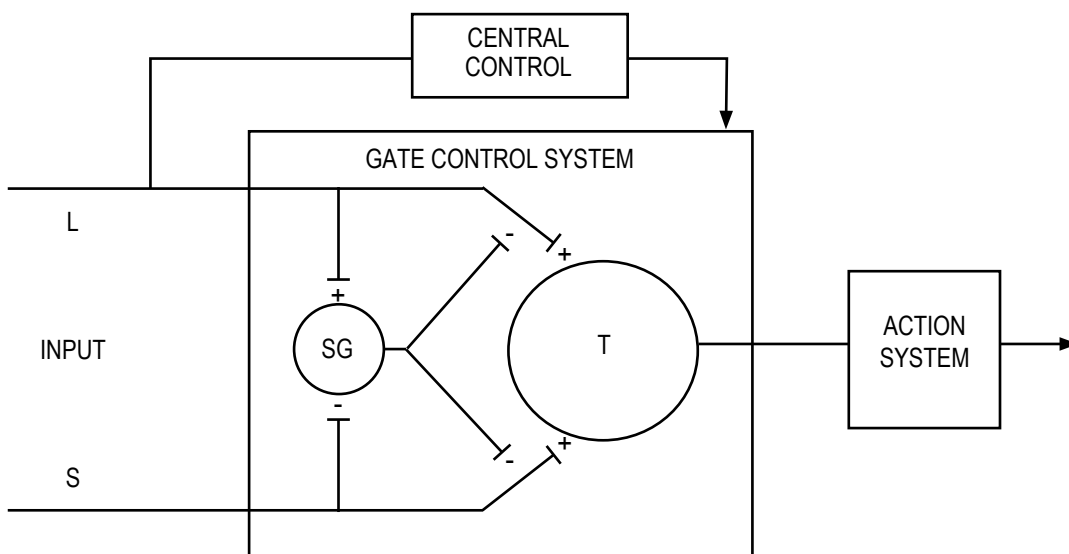 CENTRAL
CONTROL
GATE CONTROL SYSTEM
L
-
+
+
INPUT
SG
T
ACTION
SYSTEM
-
+
-
S